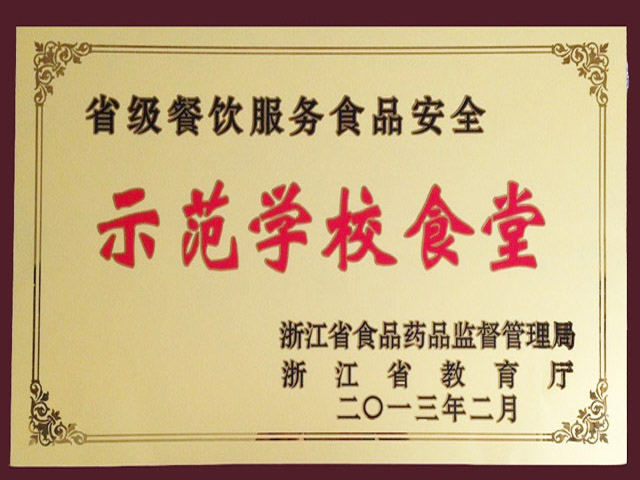 省级餐饮服务食品安全
示范学校食堂
浙江省食品药品监督管理局
浙江省教育厅
二〇一三年二月